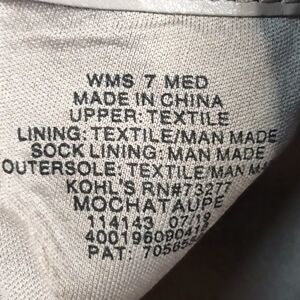 WMS 7 MED
MADE IN CHINA
UPPER: TEXTILE
LINING: TEXTILE/MAN MADE
SOCK LINING: MAN MADE
OUTERSOLE: TEXTILE/MAN
KOHL'S RN#73277
MOCHATAUPE
114143 07/19
PAT: